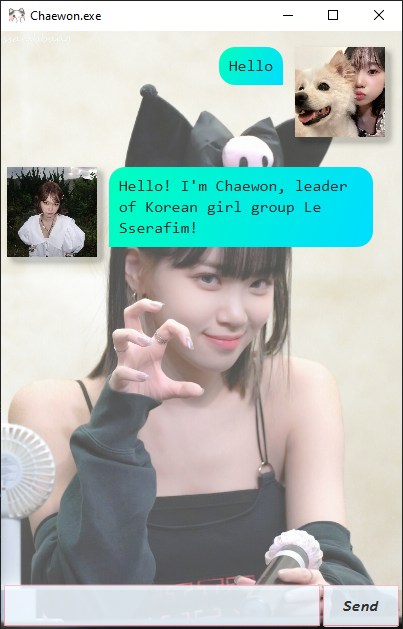 Chaewon.exe
Hello
Hello! I'm Chaewon, leader
of Korean girl group Le
Sserafim!
Send